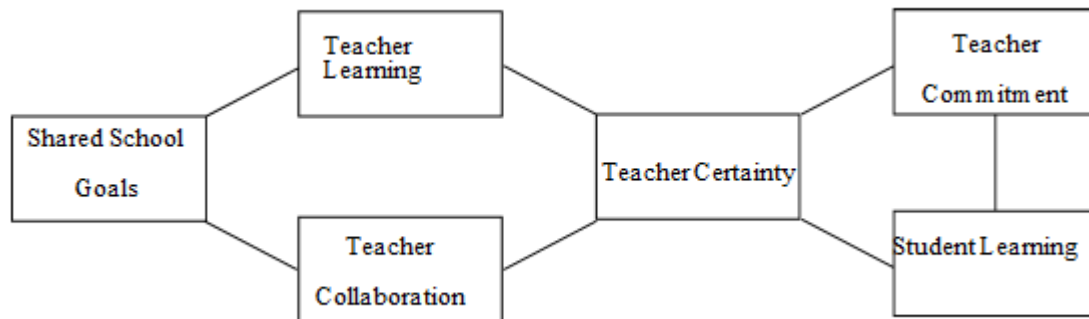 Teacher
Learning
Teacher
Commitment
Shared School
Goals
Teacher Certainty
Teacher
Collaboration
Student Learning